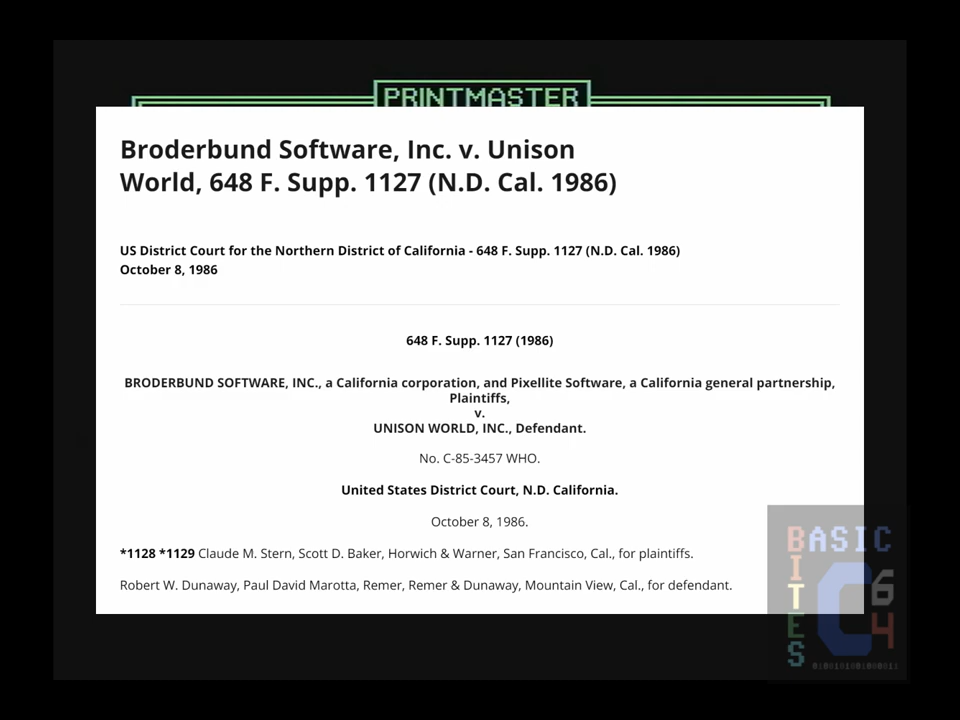 PRINTMASTER
Broderbund Software, Inc. v. Unison
World, 648 F. Supp. 1127 (N.D. Cal. 1986)
US District Court for the Northern District of California - 648 F. Supp. 1127 (N.D. Cal. 1986)
October 8, 1986
648 F. Supp. 1127 (1986)
BRODERBUND SOFTWARE, INC., a California corporation, and Pixellite Software, a California general partnership,
Plaintiffs,
v.
UNISON WORLD, INC., Defendant.
No. C-85-3457 WHO.
United States District Court, N.D. California.
October 8, 1986.
*1128 *1129 Claude M. Stern, Scott D. Baker, Horwich & Warner, San Francisco, Cal., for plaintiffs.
Robert W. Dunaway, Paul David Marotta, Remer, Remer & Dunaway, Mountain View, Cal., for defendant.
BASIC
BITES
C64